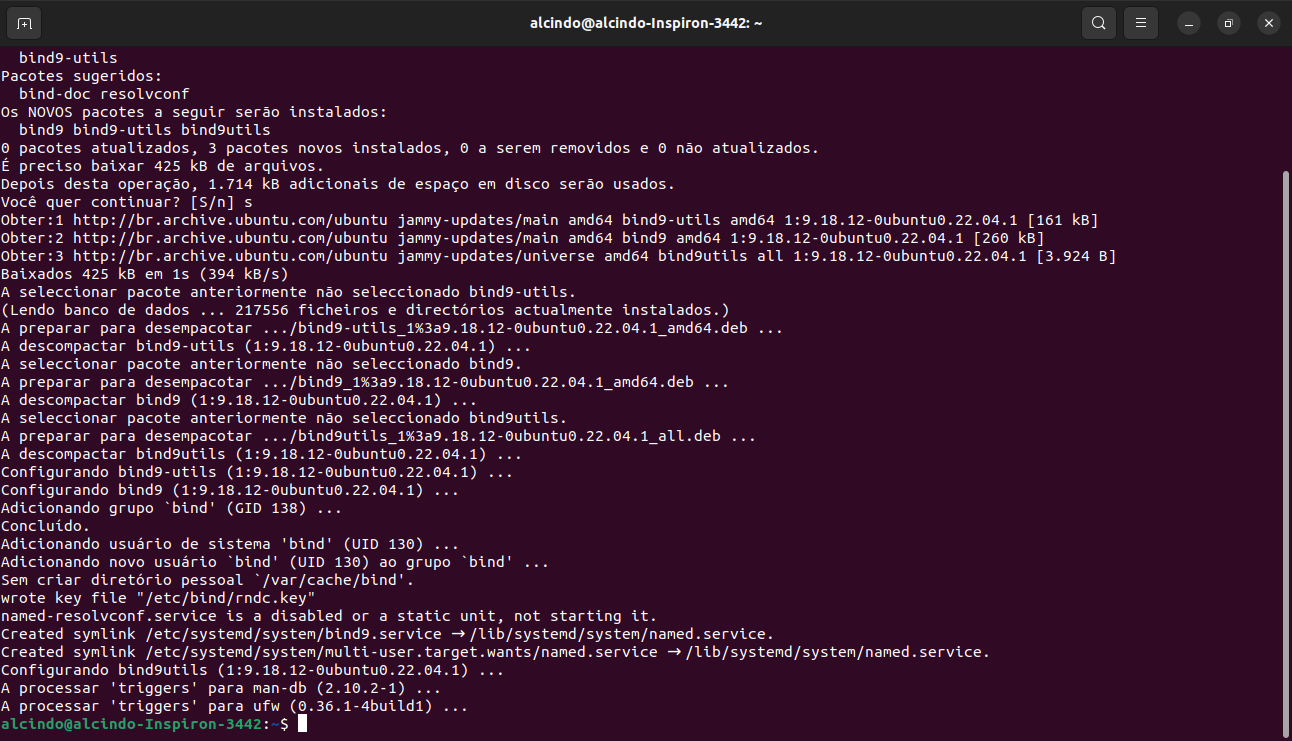 alcindo@alcindo-Inspiron-3442: ~
  bind9-utils
Pacotes sugeridos:
  bind-doc resolvconf
Os NOVOS pacotes a seguir serão instalados:
  bind9 bind9-utils bind9utils
0 pacotes atualizados, 3 pacotes novos instalados, 0 a serem removidos e 0 não atualizados.
É preciso baixar 425 kB de arquivos.
Depois desta operação, 1.714 kB adicionais de espaço em disco serão usados.
Você quer continuar? [S/n] s
Obter:1 http://br.archive.ubuntu.com/ubuntu jammy-updates/main amd64 bind9-utils amd64 1:9.18.12-0ubuntu0.22.04.1 [161 kB]
Obter:2 http://br.archive.ubuntu.com/ubuntu jammy-updates/main amd64 bind9 amd64 1:9.18.12-0ubuntu0.22.04.1 [260 kB]
Obter:3 http://br.archive.ubuntu.com/ubuntu jammy-updates/universe amd64 bind9utils all 1:9.18.12-0ubuntu0.22.04.1 [3.924 B]
Baixados 425 kB em 1s (394 kB/s)
A seleccionar pacote anteriormente não seleccionado bind9-utils.
(Lendo banco de dados ... 217556 ficheiros e directórios actualmente instalados.)
A preparar para desempacotar .../bind9-utils_1%3a9.18.12-0ubuntu0.22.04.1_amd64.deb ...
A descompactar bind9-utils (1:9.18.12-0ubuntu0.22.04.1) ...
A seleccionar pacote anteriormente não seleccionado bind9.
A preparar para desempacotar .../bind9_1%3a9.18.12-0ubuntu0.22.04.1_amd64.deb ...
A descompactar bind9 (1:9.18.12-0ubuntu0.22.04.1) ...
A seleccionar pacote anteriormente não seleccionado bind9utils.
A preparar para desempacotar .../bind9utils_1%3a9.18.12-0ubuntu0.22.04.1_all.deb ...
A descompactar bind9utils (1:9.18.12-0ubuntu0.22.04.1) ...
Configurando bind9-utils (1:9.18.12-0ubuntu0.22.04.1) ...
Configurando bind9 (1:9.18.12-0ubuntu0.22.04.1) ...
Adicionando grupo `bind' (GID 138) ...
Concluído.
Adicionando usuário de sistema 'bind' (UID 130) ...
Adicionando novo usuário `bind' (UID 130) ao grupo `bind' ...
Sem criar diretório pessoal `/var/cache/bind'.
wrote key file "/etc/bind/rndc.key"
named-resolvconf.service is a disabled or a static unit, not starting it.
Created symlink /etc/systemd/system/bind9.service → /lib/systemd/system/named.service.
Created symlink /etc/systemd/system/multi-user.target.wants/named.service → /lib/systemd/system/named.service.
Configurando bind9utils (1:9.18.12-0ubuntu0.22.04.1) ...
A processar 'triggers' para man-db (2.10.2-1) ...
A processar 'triggers' para ufw (0.36.1-4build1) ...
alcindo@alcindo-Inspiron-3442:~$